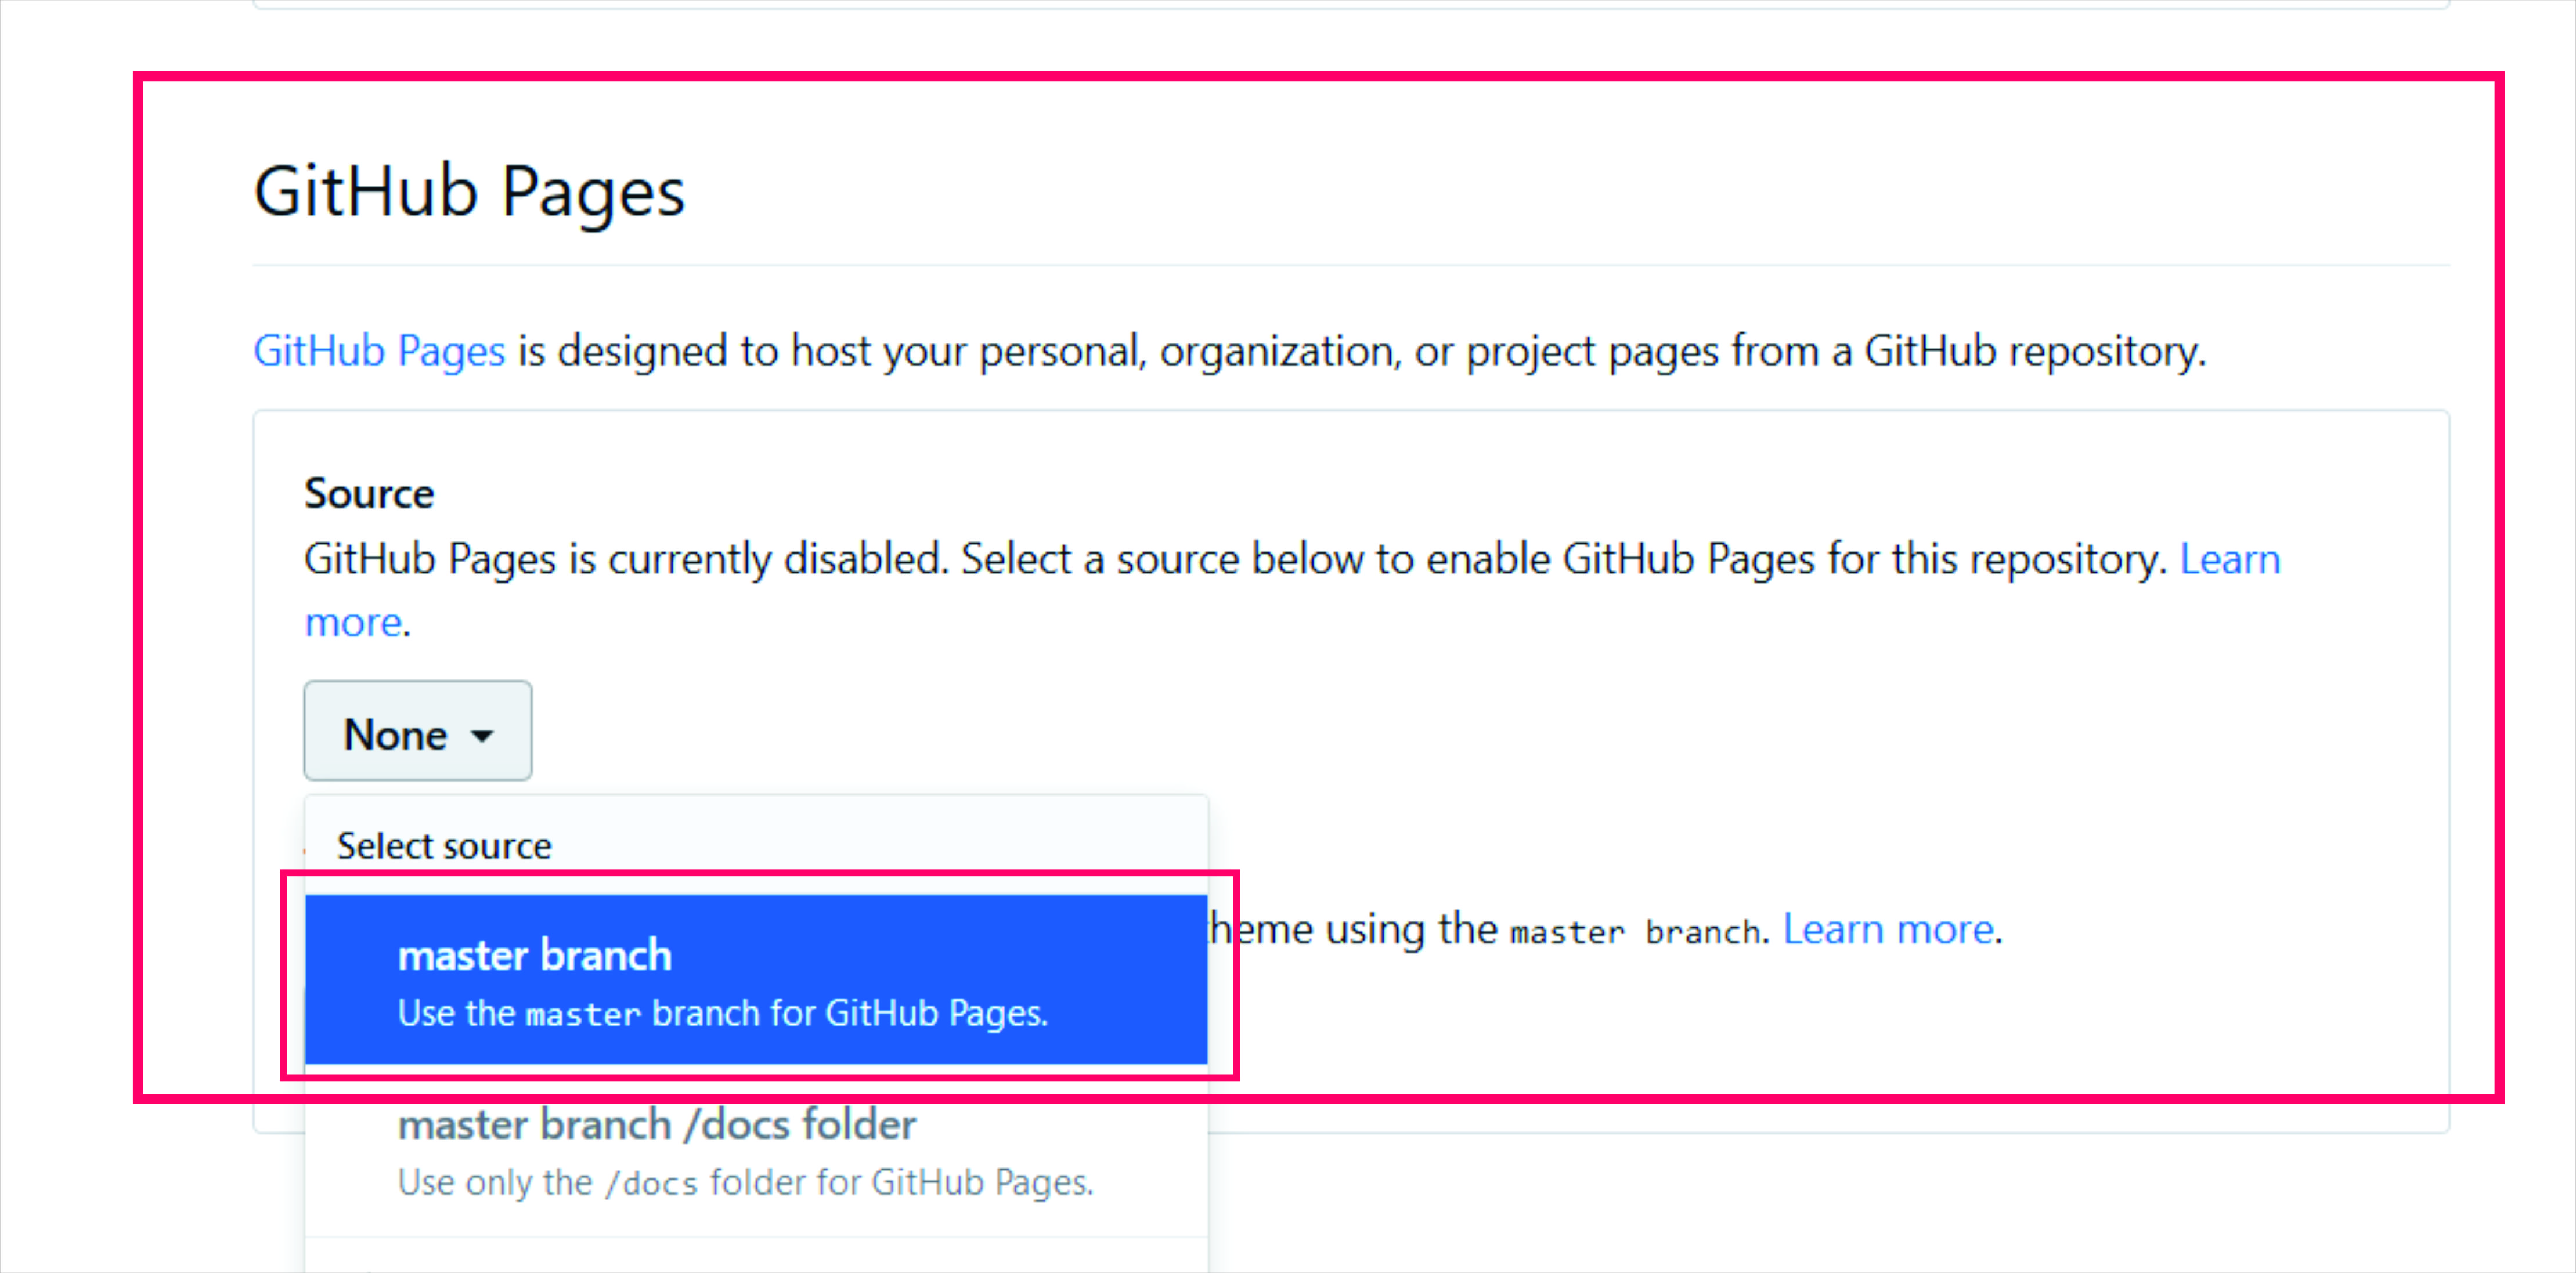 GitHub Pages
GitHub Pages is designed to host your personal, organization, or project pages from a GitHub repository.
Source
GitHub Pages is currently disabled. Select a source below to enable GitHub Pages for this repository. Learn
more.
None
Select source
master branch
Use the master branch for GitHub Pages.
heme using the master branch. Learn more.
master branch /docs folder
Use only the /docs folder for GitHub Pages.